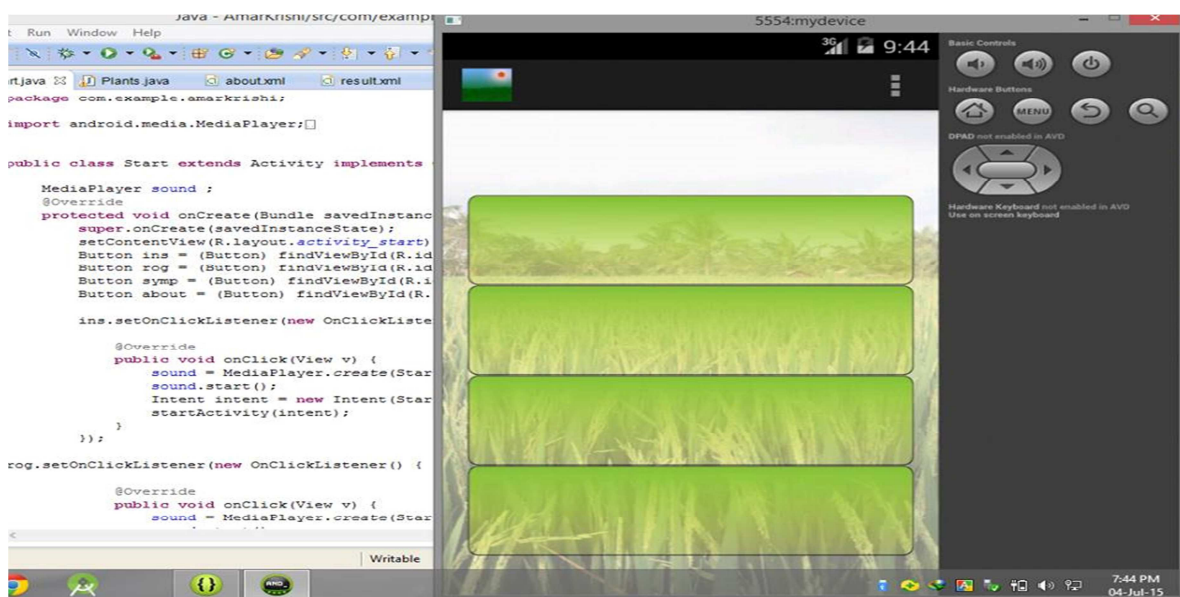 Java - AmarKrishi/src/com/exampl
t Run Window Help
rt.java Plants.java about.xml result.xml
package com.example.amarkrishi;
import android.media.MediaPlayer;
public class Start extends Activity implements
MediaPlayer sound ;
@Override
protected void onCreate(Bundle savedInstanc
super.onCreate(savedInstanceState);
setContentView(R.layout.activity_start)
Button ins = (Button) findViewById(R.id
Button rog = (Button) findViewById(R.id
Button symp = (Button) findViewById(R.i
Button about = (Button) findViewById(R.
ins.setOnClickListener(new OnClickListe
@Override
public void onClick(View v) {
sound = MediaPlayer.create(Star
sound.start();
Intent intent = new Intent(Star
startActivity(intent);
}
});
rog.setOnClickListener(new OnClickListener() {
@Override
public void onClick(View v) {
sound = MediaPlayer.create(Star
Writable
5554:mydevice
3G 9:44
Basic Controls
Hardware Buttons
MENU
DPAD not enabled in AVD
Hardware Keyboard not enabled in AVD
Use on screen keyboard
7:44 PM
04-Jul-15